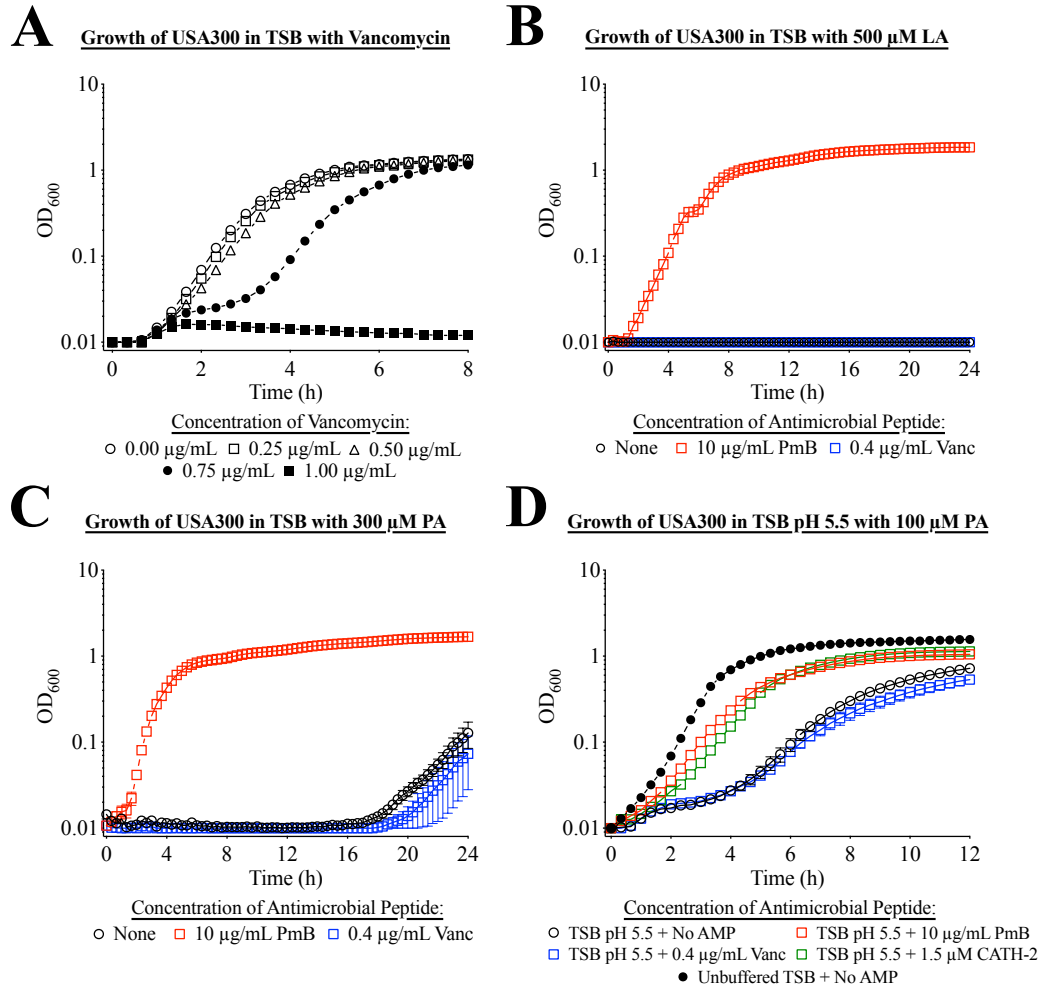 A
Growth of USA300 in TSB with Vancomycin
10
1
0.1
0.01
OD600
0 2 4 6 8
Time (h)
Concentration of Vancomycin:
0.00 µg/mL 0.25 µg/mL 0.50 µg/mL
0.75 µg/mL 1.00 µg/mL
B
Growth of USA300 in TSB with 500 µM LA
10
1
0.1
0.01
OD600
0 4 8 12 16 20 24
Time (h)
Concentration of Antimicrobial Peptide:
None 10 µg/mL PmB 0.4 µg/mL Vanc
C
Growth of USA300 in TSB with 300 µM PA
10
1
0.1
0.01
OD600
0 4 8 12 16 20 24
Time (h)
Concentration of Antimicrobial Peptide:
None 10 µg/mL PmB 0.4 µg/mL Vanc
D
Growth of USA300 in TSB pH 5.5 with 100 µM PA
10
1
0.1
0.01
OD600
0 2 4 6 8 10 12
Time (h)
Concentration of Antimicrobial Peptide:
TSB pH 5.5 + No AMP TSB pH 5.5 + 10 µg/mL PmB
TSB pH 5.5 + 0.4 µg/mL Vanc TSB pH 5.5 + 1.5 µM CATH-2
Unbuffered TSB + No AMP